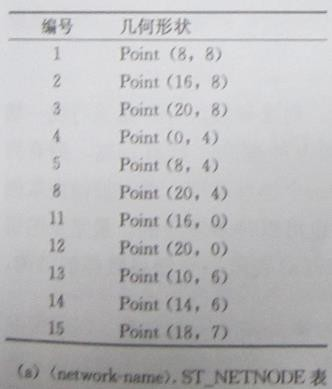 编号 几何形状
1 Point (8, 8)
2 Point (16, 8)
3 Point (20, 8)
4 Point (0, 4)
5 Point (8, 4)
8 Point (20, 4)
11 Point (16, 0)
12 Point (20, 0)
13 Point (10, 6)
14 Point (14, 6)
15 Point (18, 7)
(a) 〈network-name〉. ST_NETNODE 表